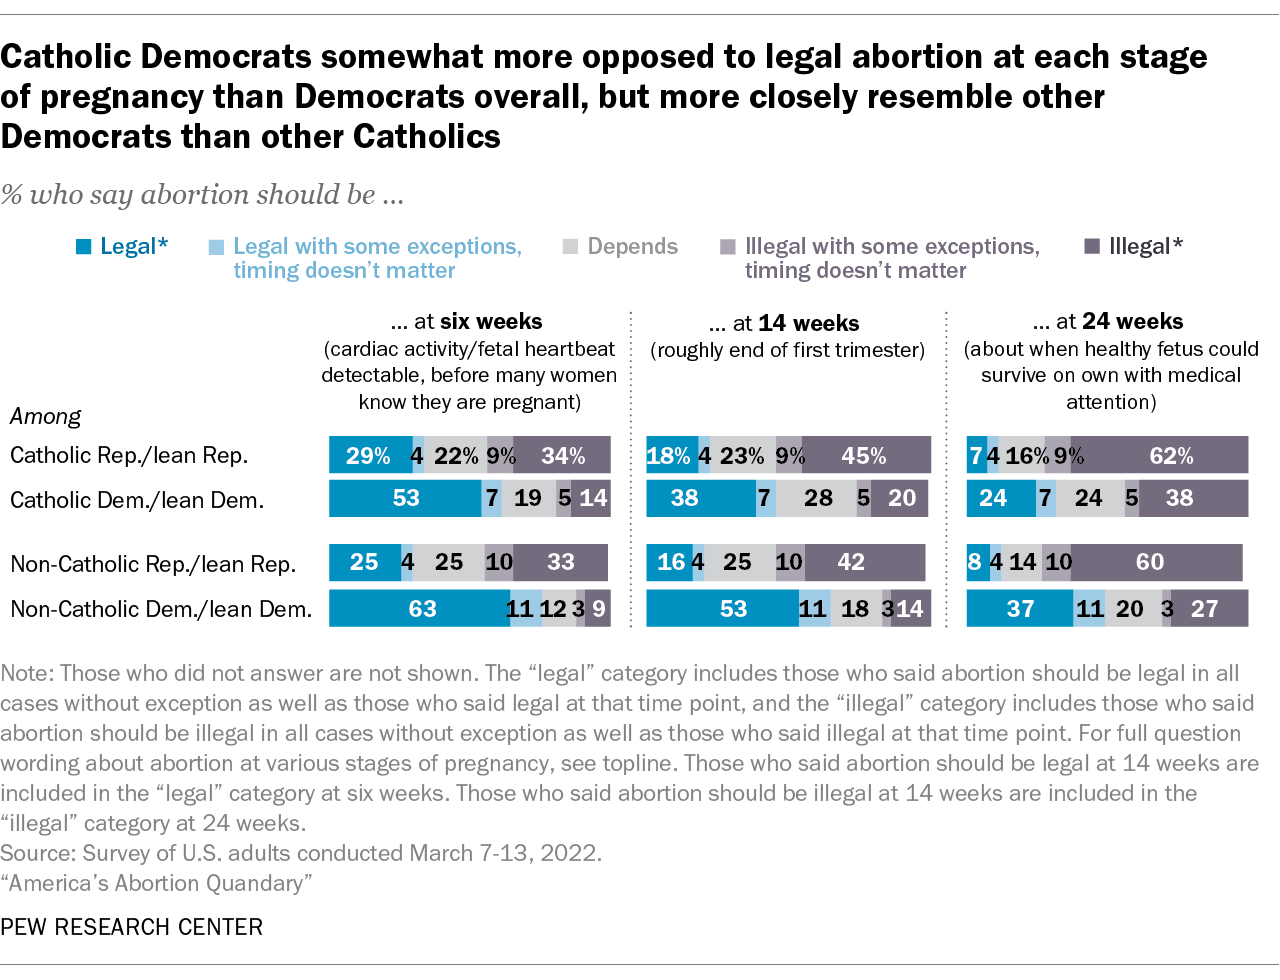 Catholic Democrats somewhat more opposed to legal abortion at each stage
of pregnancy than Democrats overall, but more closely resemble other
Democrats than other Catholics
% who say abortion should be ...
Legal*
Legal with some exceptions,
timing doesn't matter
Depends
Illegal with some exceptions,
timing doesn't matter
Illegal*
... at six weeks
(cardiac activity/fetal heartbeat
detectable, before many women
know they are pregnant)
... at 14 weeks
(roughly end of first trimester)
... at 24 weeks
(about when healthy fetus could
survive on own with medical
attention)
Among
Catholic Rep./lean Rep. 29% 4 22% 9% 34% 18% 4 23% 9% 45% 7 4 16% 9% 62%
Catholic Dem./lean Dem. 53 7 19 5 14 38 7 28 5 20 24 7 24 5 38
Non-Catholic Rep./lean Rep. 25 4 25 10 33 16 4 25 10 42 8 4 14 10 60
Non-Catholic Dem./lean Dem. 63 11 12 3 9 53 11 18 3 14 37 11 20 3 27
Note: Those who did not answer are not shown. The “legal” category includes those who said abortion should be legal in all
cases without exception as well as those who said legal at that time point, and the “illegal” category includes those who said
abortion should be illegal in all cases without exception as well as those who said illegal at that time point. For full question
wording about abortion at various stages of pregnancy, see topline. Those who said abortion should be legal at 14 weeks are
included in the “legal” category at six weeks. Those who said abortion should be illegal at 14 weeks are included in the
“illegal” category at 24 weeks.
Source: Survey of U.S. adults conducted March 7-13, 2022.
“America’s Abortion Quandary”
PEW RESEARCH CENTER